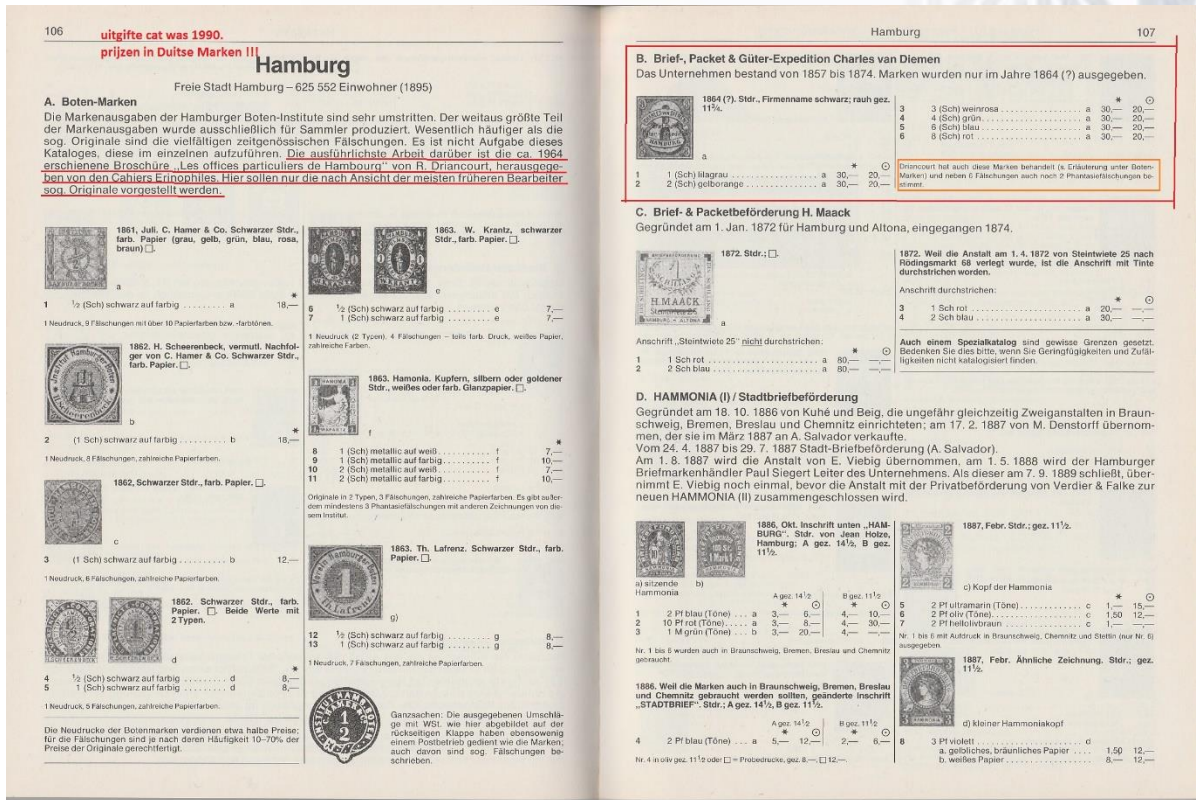 106
uitgifte cat was 1990.
prijzen in Duitse Marken !!!
Hamburg
Freie Stadt Hamburg – 625 552 Einwohner (1895)
A. Boten-Marken
Die Markenausgaben der Hamburger Boten-Institute sind sehr umstritten. Der weitaus größte Teil
der Markenausgaben wurde ausschließlich für Sammler produziert. Wesentlich häufiger als die
sog. Originale sind die vielfältigen zeitgenössischen Fälschungen. Es ist nicht Aufgabe dieses
Kataloges, diese im einzelnen aufzuführen. Die ausführlichste Arbeit darüber ist die ca. 1964
erschienene Broschüre „Les offices particuliers de Hambourg" von R. Driancourt, herausgege-
ben von den Cahiers Erinophiles. Hier sollen nur die nach Ansicht der meisten früheren Bearbeiter
sog. Originale vorgestellt werden.
1861, Juli. C. Hamer & Co. Schwarzer Stdr.,
farb. Papier (grau, gelb, grün, blau, rosa,
braun) □.
a
*
1 ½ (Sch) schwarz auf farbig ......... a 18,—
1 Neudruck, 9 Fälschungen mit über 10 Papierfarben bzw. -farbtönen.
1862. H. Scheerenbeck, vermutl. Nachfol-
ger von C. Hamer & Co. Schwarzer Stdr.,
farb. Papier. □.
b
*
2 (1 Sch) schwarz auf farbig ......... b 18,—
1 Neudruck, 8 Fälschungen, zahlreiche Papierfarben.
1862, Schwarzer Stdr., farb. Papier. □.
c
*
3 (1 Sch) schwarz auf farbig ......... b 12.—
1 Neudruck, 6 Fälschungen, zahlreiche Papierfarben.
1862. Schwarzer Stdr., farb.
Papier. □. Beide Werte mit
2 Typen.
d
*
4 ½ (Sch) schwarz auf farbig ......... d 8,—
5 1 (Sch) schwarz auf farbig ......... d 8,—
1 Neudruck, 5 Fälschungen, zahlreiche Papierfarben.
Die Neudrucke der Botenmarken verdienen etwa halbe Preise;
für die Fälschungen sind je nach deren Häufigkeit 10–70% der
Preise der Originale gerechtfertigt.
1863. W. Krantz, schwarzer
Stdr., farb. Papier. □.
e
*
6 ½ (Sch) schwarz auf farbig ......... e 7,—
7 1 (Sch) schwarz auf farbig ......... e 7,—
1 Neudruck (2 Typen), 4 Fälschungen – teils farb. Druck, weißes Papier,
zahlreiche Farben.
1863. Hamonia. Kupfern, silbern oder goldener
Stdr., weißes oder farb. Glanzpapier. □.
f
*
8 1 (Sch) metallic auf weiß ......... f 7,—
9 1 (Sch) metallic auf farbig ......... f 10,—
10 2 (Sch) metallic auf weiß ......... f 7,—
11 2 (Sch) metallic auf farbig ......... f 10,—
Originale in 2 Typen, 3 Fälschungen, zahlreiche Papierfarben. Es gibt außer-
dem mindestens 3 Phantasiefälschungen mit anderen Zeichnungen von die-
sem Institut.
1863. Th. Lafrenz. Schwarzer Stdr., farb.
Papier. □.
g)
12 ½ (Sch) schwarz auf farbig ......... g 8,—
13 1 (Sch) schwarz auf farbig ......... g 8,—
1 Neudruck, 7 Fälschungen, zahlreiche Papierfarben.
Ganzsachen: Die ausgegebenen Umschlä-
ge mit WSt. wie hier abgebildet auf der
rückseitigen Klappe haben ebensowenig
einem Postbetrieb gedient wie die Marken;
auch davon sind sog. Fälschungen be-
schrieben.
Hamburg 107
B. Brief-, Packet & Güter-Expedition Charles van Diemen
Das Unternehmen bestand von 1857 bis 1874. Marken wurden nur im Jahre 1864 (?) ausgegeben.
1864 (?). Stdr., Firmenname schwarz; rauh gez.
11¾.
a
* ⊙
1 1 (Sch) lilagrau ......... a 30,— 20,—
2 2 (Sch) gelborange ......... a 30,— 20,—
* ⊙
3 3 (Sch) weinrosa ......... a 30,— 20,—
4 4 (Sch) grün ......... a 30,— 20,—
5 6 (Sch) blau ......... a 30,— 20,—
6 8 (Sch) rot ......... a 30,— 20,—
Driancourt hat auch diese Marken behandelt (s. Erläuterung unter Boten-
Marken) und neben 6 Fälschungen auch noch 2 Phantasiefälschungen be-
stimmt.
C. Brief- & Packetbeförderung H. Maack
Gegründet am 1. Jan. 1872 für Hamburg und Altona, eingegangen 1874.
1872. Stdr.; □.
H.MAACK
a
Anschrift „Steintwiete 25" nicht durchstrichen:
* ⊙
1 1 Sch rot ......... a 80,— —,—
2 2 Sch blau ......... a 80,— —,—
1872. Weil die Anstalt am 1. 4. 1872 von Steintwiete 25 nach
Rödingsmarkt 68 verlegt wurde, ist die Anschrift mit Tinte
durchstrichen worden.
Anschrift durchstrichen:
* ⊙
3 1 Sch rot ......... a 20,— —,—
4 2 Sch blau ......... a 30,— —,—
Auch einem Spezialkatalog sind gewisse Grenzen gesetzt.
Bedenken Sie dies bitte, wenn Sie Geringfügigkeiten und Zufäl-
ligkeiten nicht katalogisiert finden.
D. HAMMONIA (I) / Stadtbriefbeförderung
Gegründet am 18. 10. 1886 von Kuhé und Beig, die ungefähr gleichzeitig Zweiganstalten in Braun-
schweig, Bremen, Breslau und Chemnitz einrichteten; am 17. 2. 1887 von M. Denstorff übernom-
men, der sie im März 1887 an A. Salvador verkaufte.
Vom 24. 4. 1887 bis 29. 7. 1887 Stadt-Briefbeförderung (A. Salvador).
Am 1. 8. 1887 wird die Anstalt von E. Viebig übernommen, am 1. 5. 1888 wird der Hamburger
Briefmarkenhändler Paul Siegert Leiter des Unternehmens. Als dieser am 7. 9. 1889 schließt, über-
nimmt E. Viebig noch einmal, bevor die Anstalt mit der Privatbeförderung von Verdier & Falke zur
neuen HAMMONIA (II) zusammengeschlossen wird.
1886, Okt. Inschrift unten „HAM-
BURG". Stdr. von Jean Holze,
Hamburg; A gez. 14½, B gez.
11½.
a) sitzende b)
Hammonia
A gez. 14½ B gez. 11½
* ⊙ * ⊙
1 2 Pf blau (Töne) ... a 3,— 6,— 4,— 10,—
2 10 Pf rot (Töne) ... a 3,— 8,— 4,— 30,—
3 1 M grün (Töne) ... b 3,— 20,— 4,— —,—
Nr. 1 bis 6 wurden auch in Braunschweig, Bremen, Breslau und Chemnitz
gebraucht.
1886. Weil die Marken auch in Braunschweig, Bremen, Breslau
und Chemnitz gebraucht werden sollten, geänderte Inschrift
„STADTBRIEF". Stdr.; A gez. 14½, B gez. 11½.
A gez. 14½ B gez. 11½
* ⊙ * ⊙
4 2 Pf blau (Töne) ... a 5,— 12,— 2,— 6,—
Nr. 4 in oliv gez. 11½ oder □ = Probedrucke, gez. 8,—, □ 12,—.
1887, Febr. Stdr.; gez. 11½.
c) Kopf der Hammonia
* ⊙
5 2 Pf ultramarin (Töne) ......... c 1,— 15,—
6 2 Pf oliv (Töne) ......... c 1,50 12,—
7 2 Pf hellolivbraun ......... c 1,— —,—
Nr. 1 bis 6 mit Aufdruck in Braunschweig, Chemnitz und Stettin (nur Nr. 6)
ausgegeben.
1887, Febr. Ähnliche Zeichnung. Stdr.; gez.
11½.
d) kleiner Hammoniakopf
* ⊙
8 3 Pf violett ......... d
a. gelbliches, bräunliches Papier .... 1,50 12,—
b. weißes Papier ......... 8,— 12,—